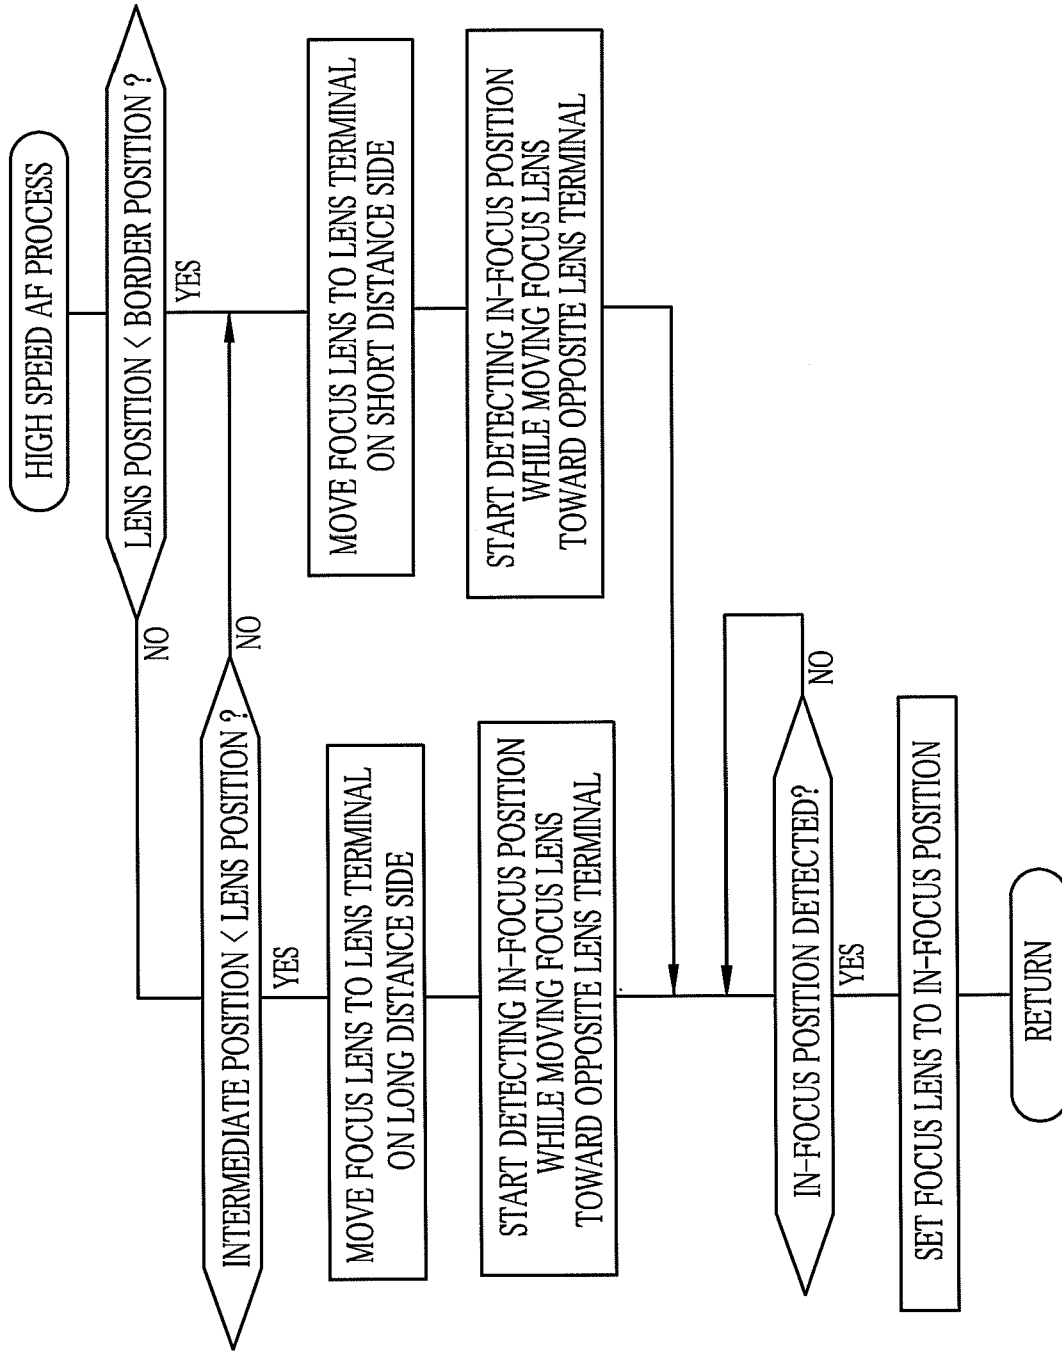 HIGH SPEED AF PROCESS
LENS POSITION < BORDER POSITION ?
YES
NO
INTERMEDIATE POSITION < LENS POSITION ?
NO
YES
MOVE FOCUS LENS TO LENS TERMINAL
ON LONG DISTANCE SIDE
MOVE FOCUS LENS TO LENS TERMINAL
ON SHORT DISTANCE SIDE
START DETECTING IN-FOCUS POSITION
WHILE MOVING FOCUS LENS
TOWARD OPPOSITE LENS TERMINAL
START DETECTING IN-FOCUS POSITION
WHILE MOVING FOCUS LENS
TOWARD OPPOSITE LENS TERMINAL
IN-FOCUS POSITION DETECTED?
NO
YES
SET FOCUS LENS TO IN-FOCUS POSITION
RETURN